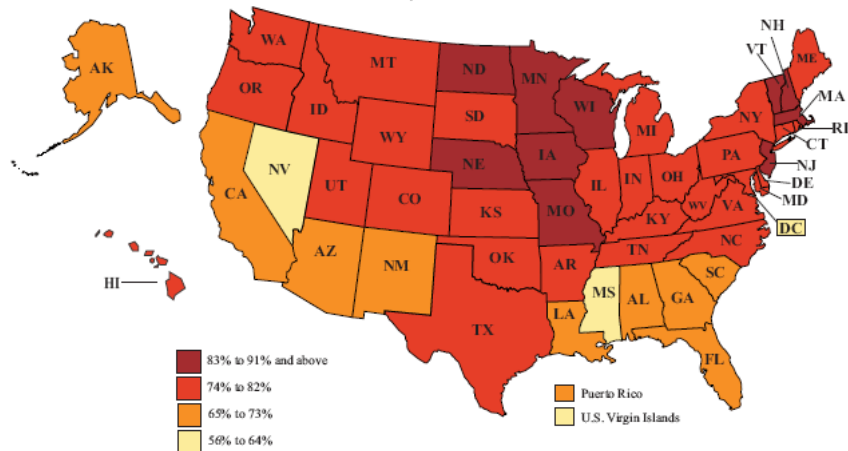 NH
WA
VT
ME
AK
MT
ND
MN
OR
MA
ID
SD
WI
NY
WY
MI
RI
CT
PA
IA
NE
NJ
NV
OH
IL
IN
DE
UT
MD
CA
CO
WV
VA
KS
MO
KY
DC
NC
TN
AZ
OK
NM
AR
SC
HI
MS
AL
GA
LA
TX
FL
83% to 91% and above
74% to 82%
65% to 73%
56% to 64%
Puerto Rico
U.S. Virgin Islands